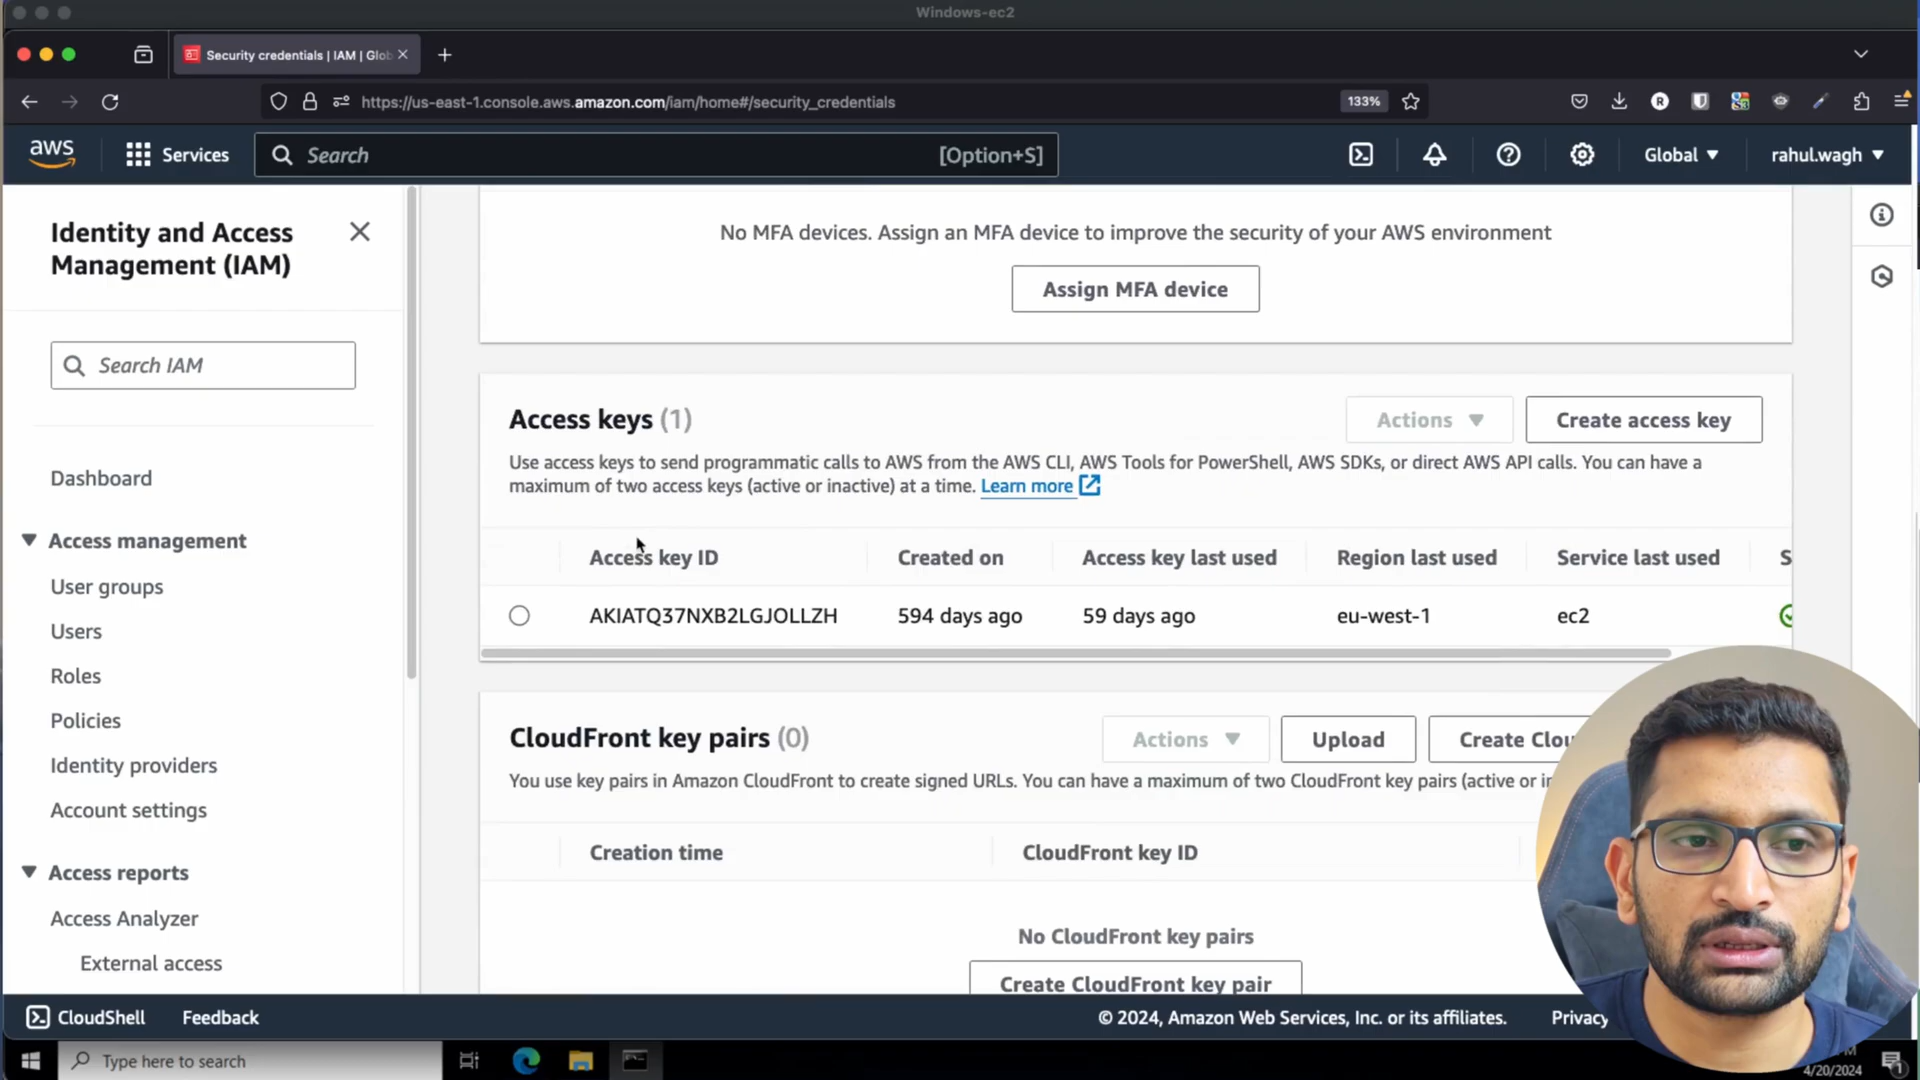 Windows-ec2
Security credentials | IAM | Glob
https://us-east-1.console.aws.amazon.com/iam/home#/security_credentials
133%
aws
Services
Search
[Option+S]
Global
rahul.wagh
Identity and Access
Management (IAM)
Search IAM
Dashboard
Access management
User groups
Users
Roles
Policies
Identity providers
Account settings
Access reports
Access Analyzer
External access
No MFA devices. Assign an MFA device to improve the security of your AWS environment
Assign MFA device
Access keys (1)
Actions
Create access key
Use access keys to send programmatic calls to AWS from the AWS CLI, AWS Tools for PowerShell, AWS SDKs, or direct AWS API calls. You can have a
maximum of two access keys (active or inactive) at a time. Learn more
Access key ID
Created on
Access key last used
Region last used
Service last used
S
AKIATQ37NXB2LGJOLLZH
594 days ago
59 days ago
eu-west-1
ec2
CloudFront key pairs (0)
Actions
Upload
Create Clou
You use key pairs in Amazon CloudFront to create signed URLs. You can have a maximum of two CloudFront key pairs (active or in
Creation time
CloudFront key ID
No CloudFront key pairs
Create CloudFront key pair
CloudShell
Feedback
© 2024, Amazon Web Services, Inc. or its affiliates.
Privacy
Type here to search
4/20/2024